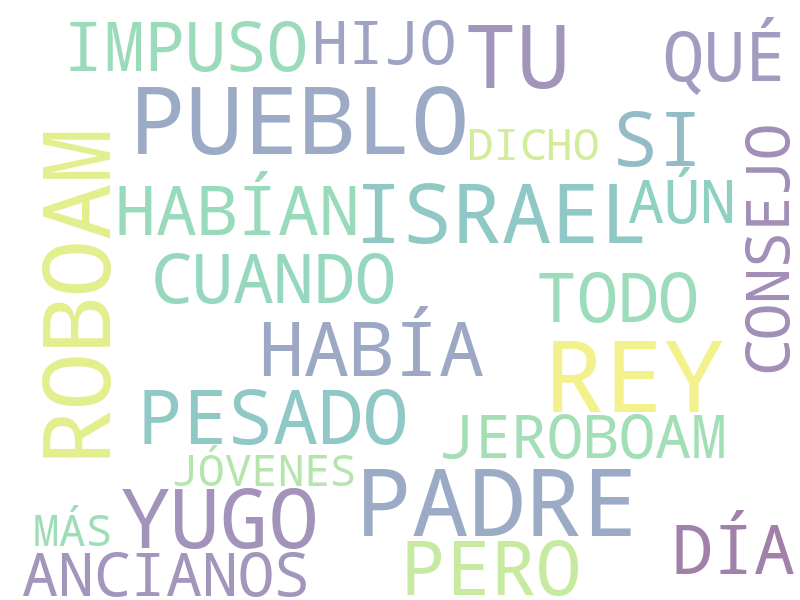 IMPUSO
HIJO
TU
QUÉ
PUEBLO
DICHO
SI
ROBOAM
HABÍAN
ISRAEL
AÚN
CONSEJO
CUANDO
TODO
HABÍA
REY
PESADO
JEROBOAM
JÓVENES
PADRE
MÁS
YUGO
DÍA
ANCIANOS
PERO